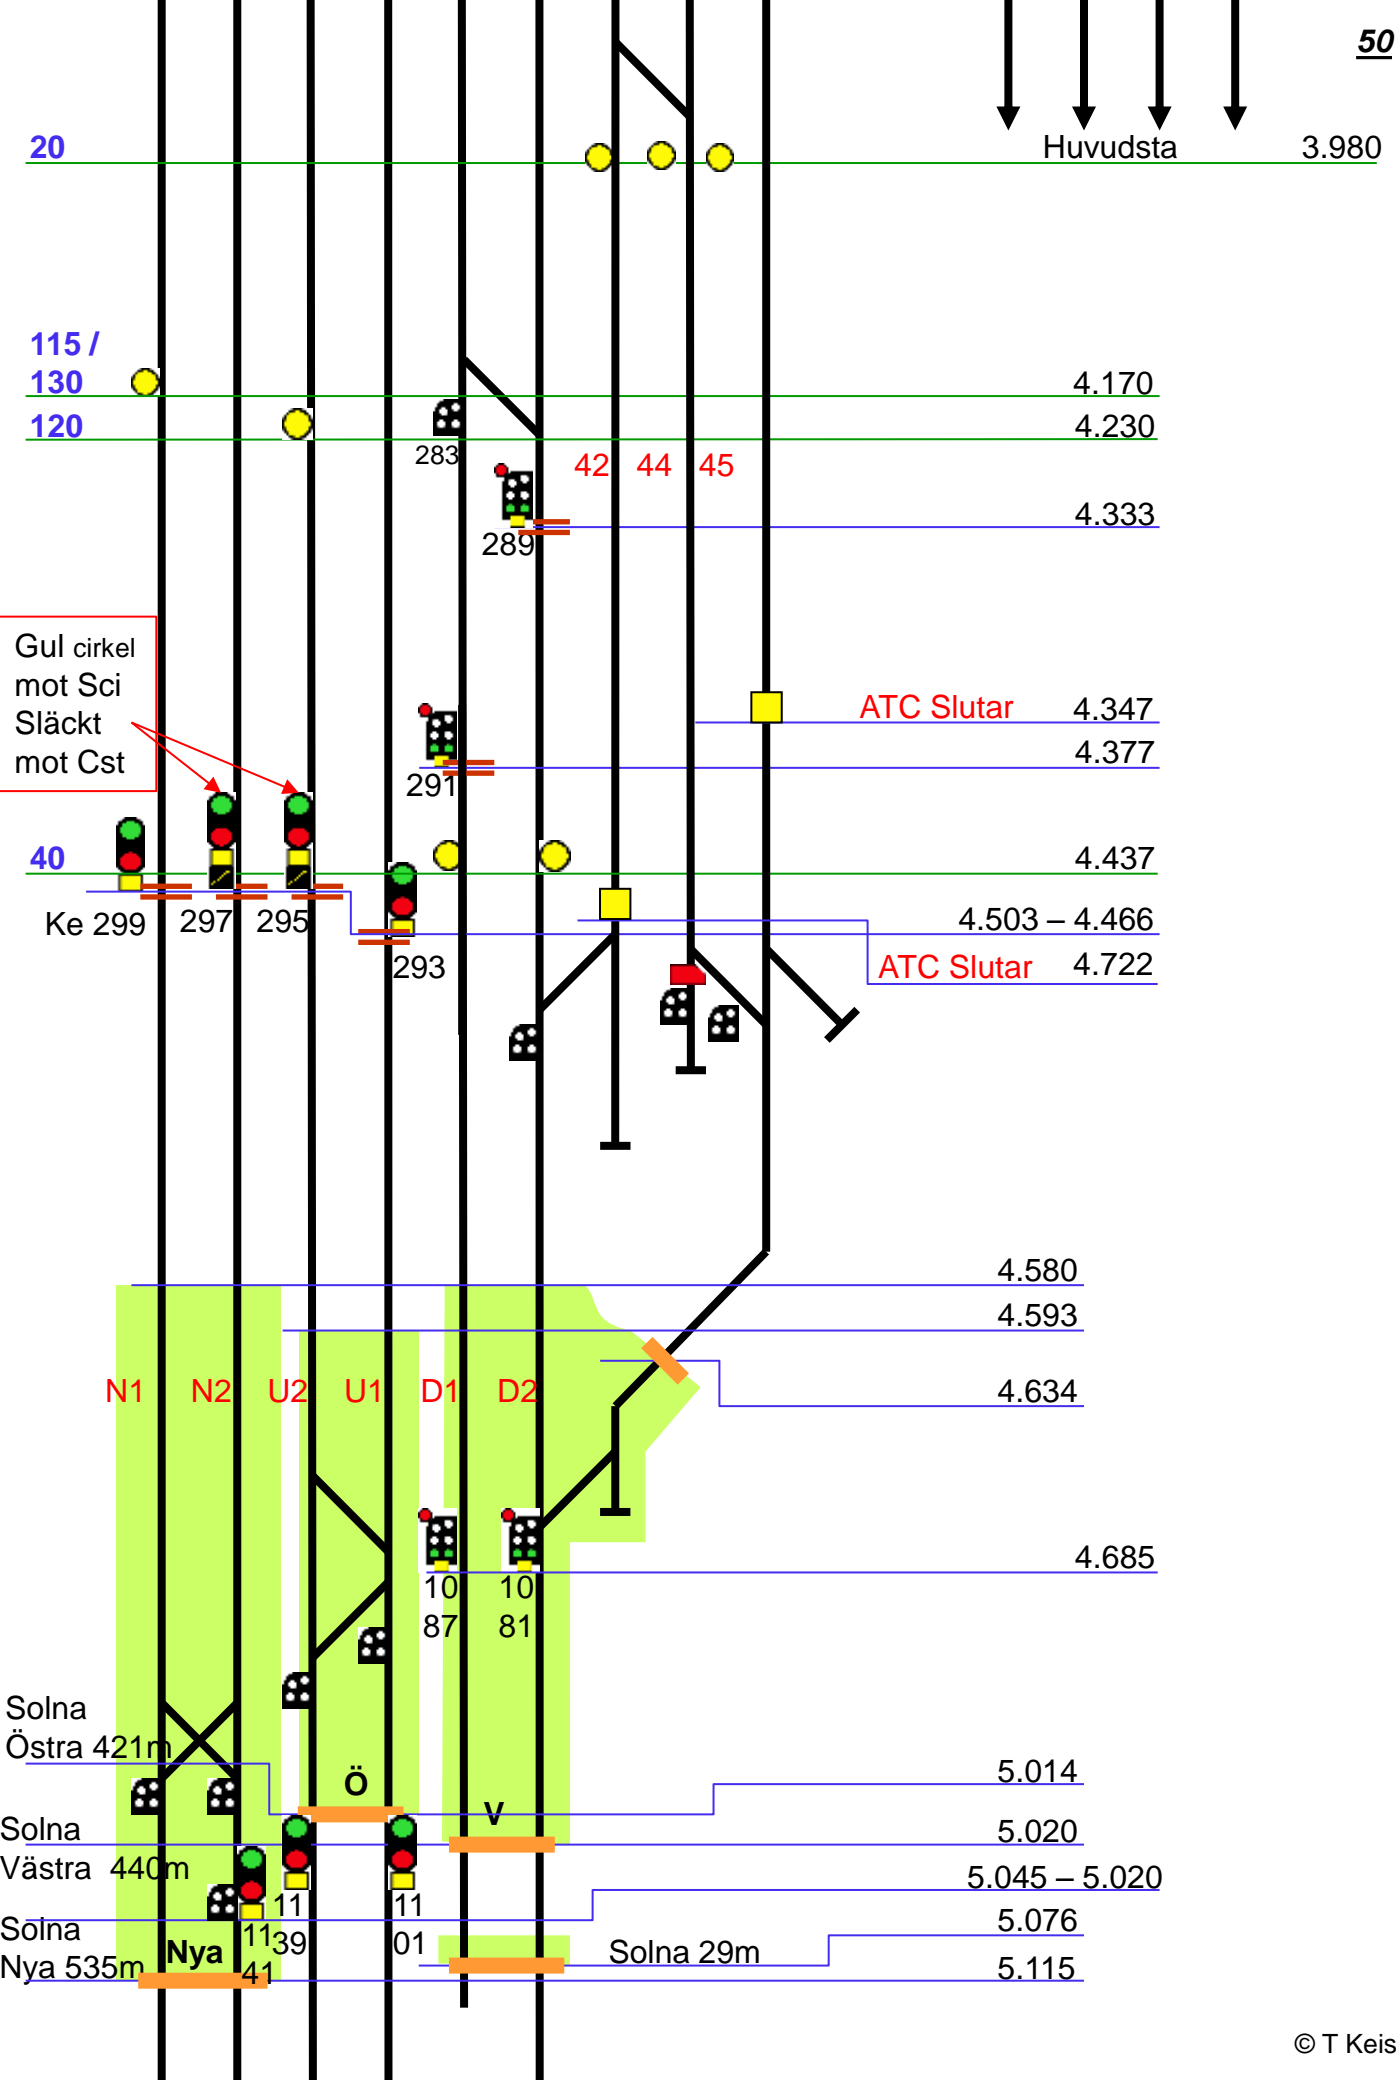 50
20
Huvudsta 3.980
115 /
130
4.170
120
4.230
283
42 44 45
4.333
289
Gul cirkel
mot Sci
Släckt
mot Cst
ATC Slutar 4.347
4.377
291
40
4.437
Ke 299 297 295
4.503 – 4.466
293
ATC Slutar 4.722
4.580
4.593
N1 N2 U2 U1 D1 D2
4.634
4.685
10 10
87 81
Solna
Östra 421m
Ö
5.014
V
Solna
5.020
Västra 440m
5.045 – 5.020
11 11
5.076
Solna
11 39 01
Nya
Solna 29m
Nya 535m
41
5.115
© T Keis